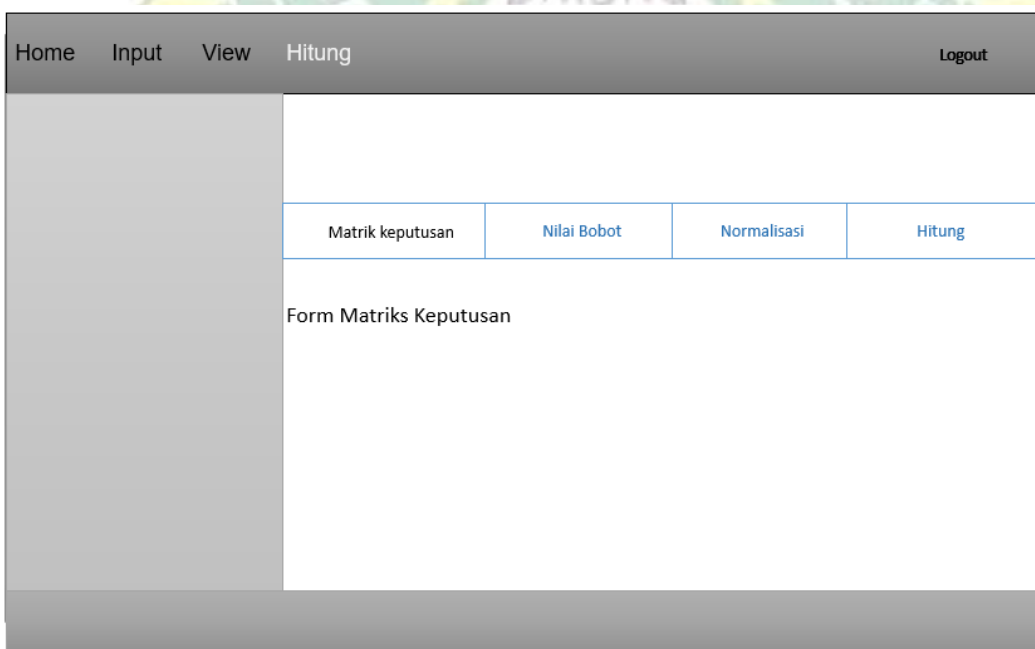 Home Input View Hitung Logout
Matrik keputusan Nilai Bobot Normalisasi Hitung
Form Matriks Keputusan